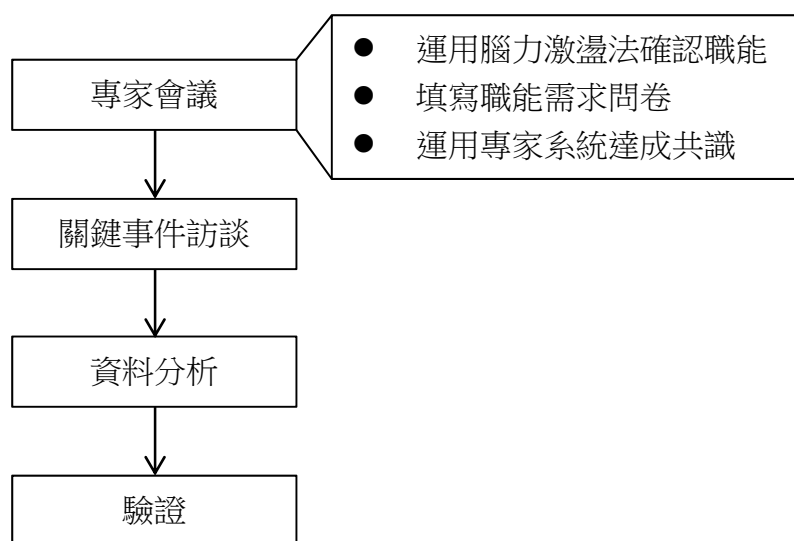 專家會議
● 運用腦力激盪法確認職能
● 填寫職能需求問卷
● 運用專家系統達成共識
關鍵事件訪談
資料分析
驗證